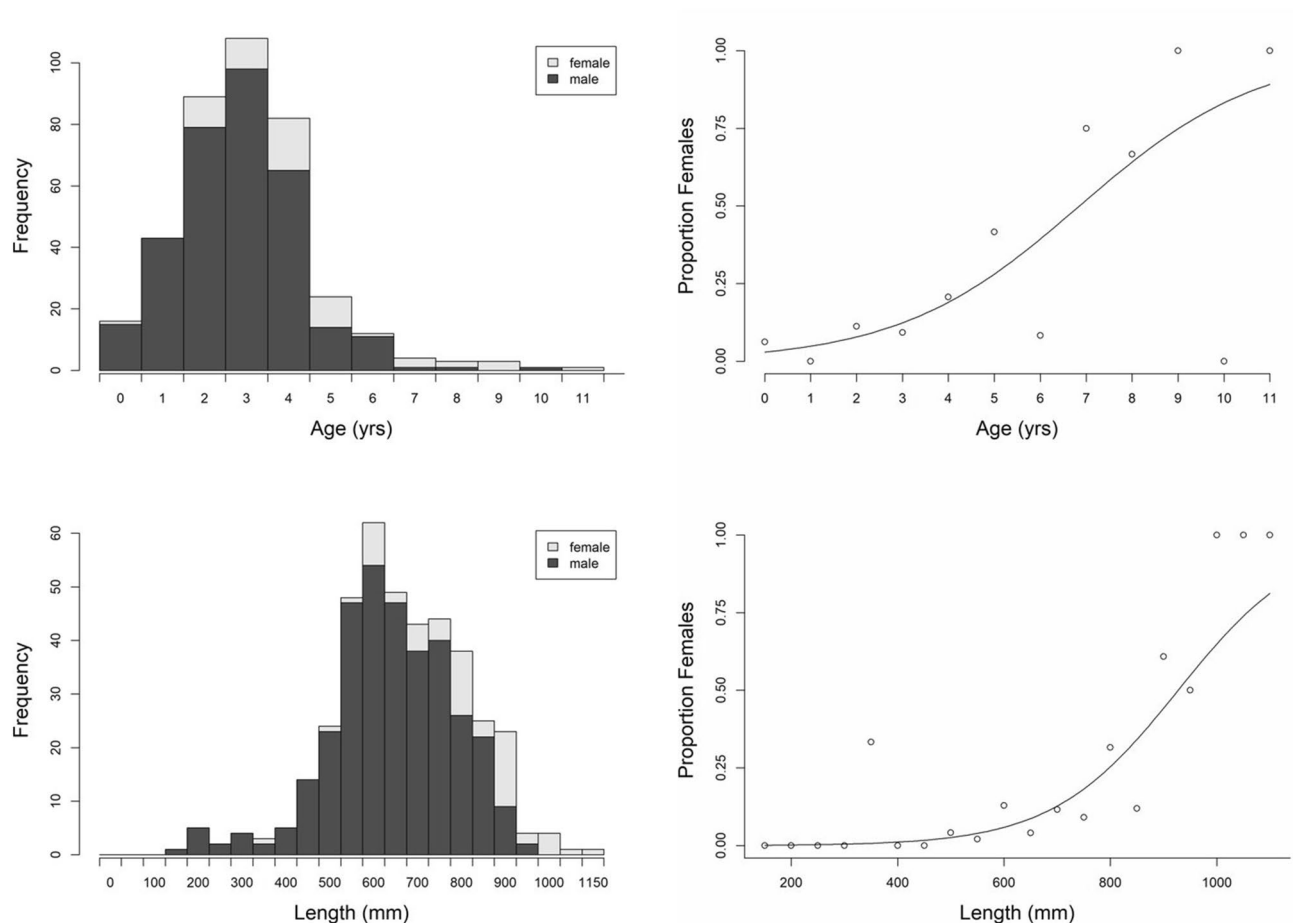 female
male
Frequency
0 20 40 60 80 100
0 1 2 3 4 5 6 7 8 9 10 11
Age (yrs)
Proportion Females
0.00 0.25 0.50 0.75 1.00
0 1 2 3 4 5 6 7 8 9 10 11
Age (yrs)
female
male
Frequency
0 10 20 30 40 50 60
0 100 200 300 400 500 600 700 800 900 1000 1150
Length (mm)
Proportion Females
0.00 0.25 0.50 0.75 1.00
200 400 600 800 1000
Length (mm)